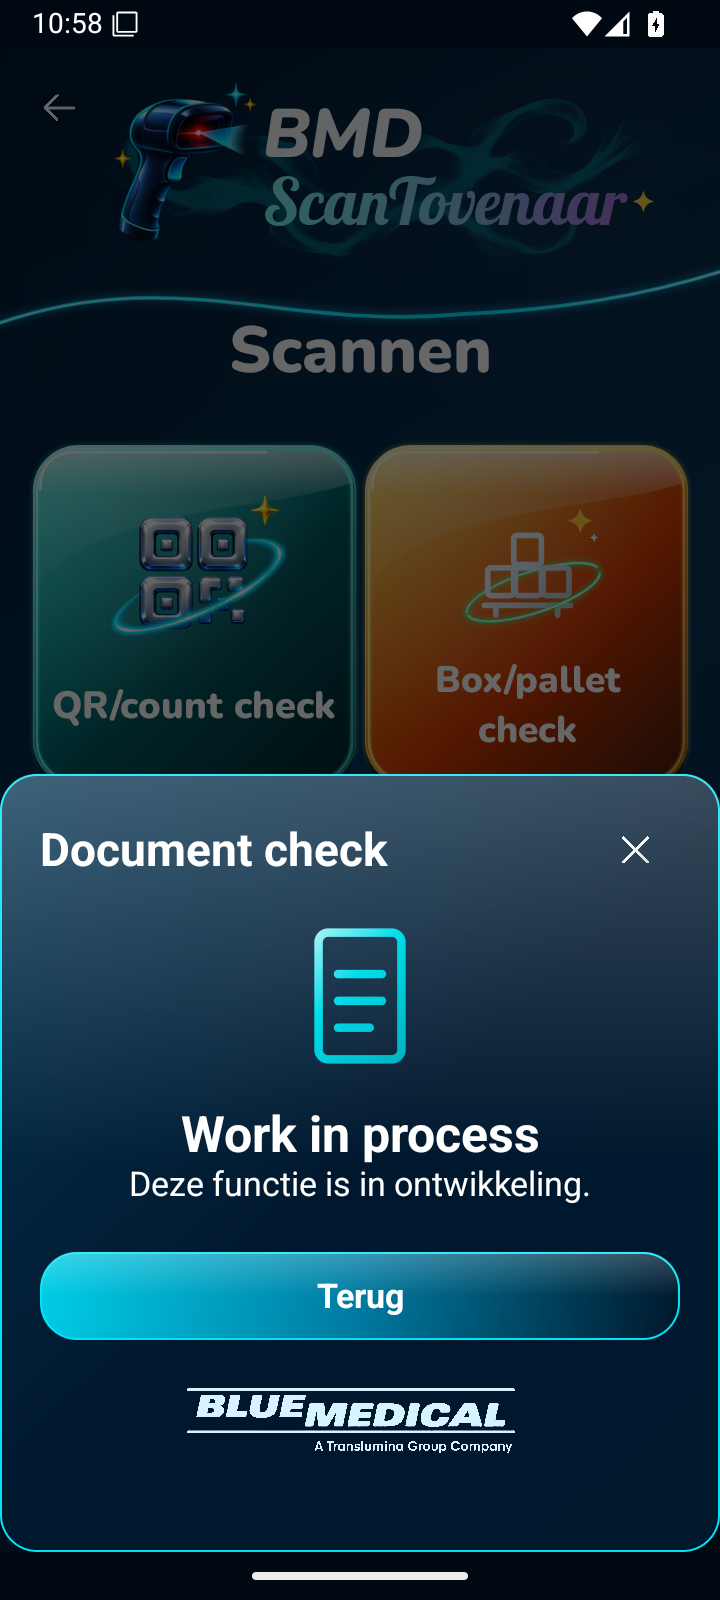 10:58
BMD
ScanTovenaar
Scannen
QR/count check
Box/pallet
check
Document check
Work in process
Deze functie is in ontwikkeling.
Terug
BLUEMEDICAL
A Translumina Group Company